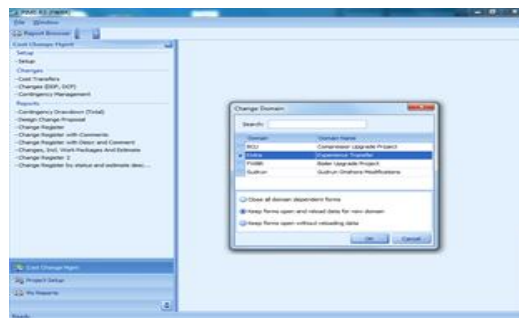 File Window
Report Browser
Cost Change Mgmt
Setup
-Setup
Changes
-Cost Transfers
-Changes (DDP, DCP)
-Contingency Management
Reports
-Contingency Drawdown (Total)
-Design Change Proposal
-Change Register
-Change Register with Comments
-Change Register with Descr and Comment
-Changes, Incl. Work Packages And Estimate
-Change Register 2
-Change Register by status and estimate desc...
Change Domain
Search:
Domain Domain Name
Compressor Upgrade Project
Experience Transfer
Boiler Upgrade Project
Gudrun Gudrun Onshore Modifications
Close all domain dependent forms
Keep forms open and reload data for new domain
Keep forms open without reloading data
OK Cancel
Cost Change Mgmt
Project Setup
My Reports
Ready